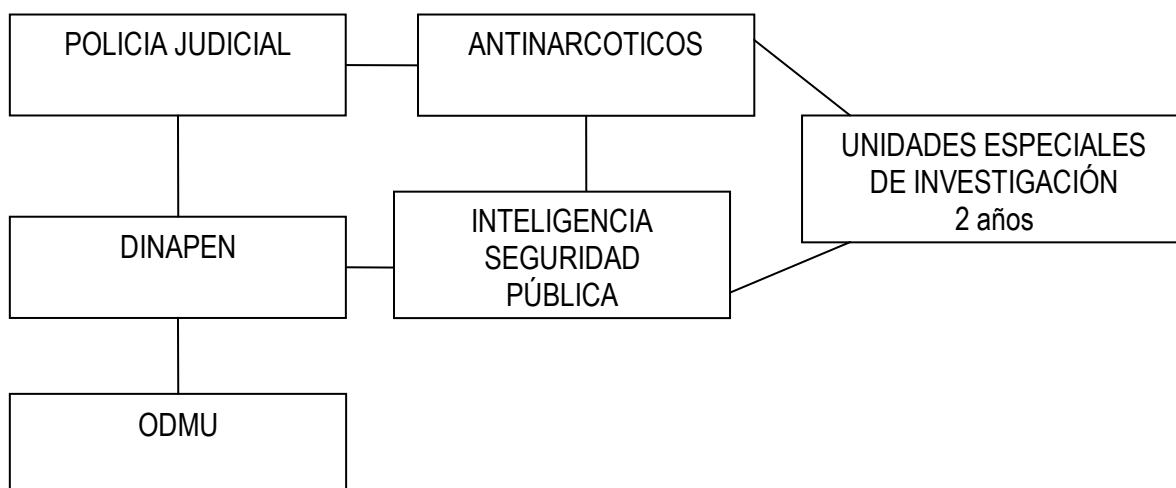 POLICIA JUDICIAL
ANTINARCOTICOS
UNIDADES ESPECIALES
DE INVESTIGACIÓN
2 años
DINAPEN
INTELIGENCIA
SEGURIDAD
PÚBLICA
ODMU